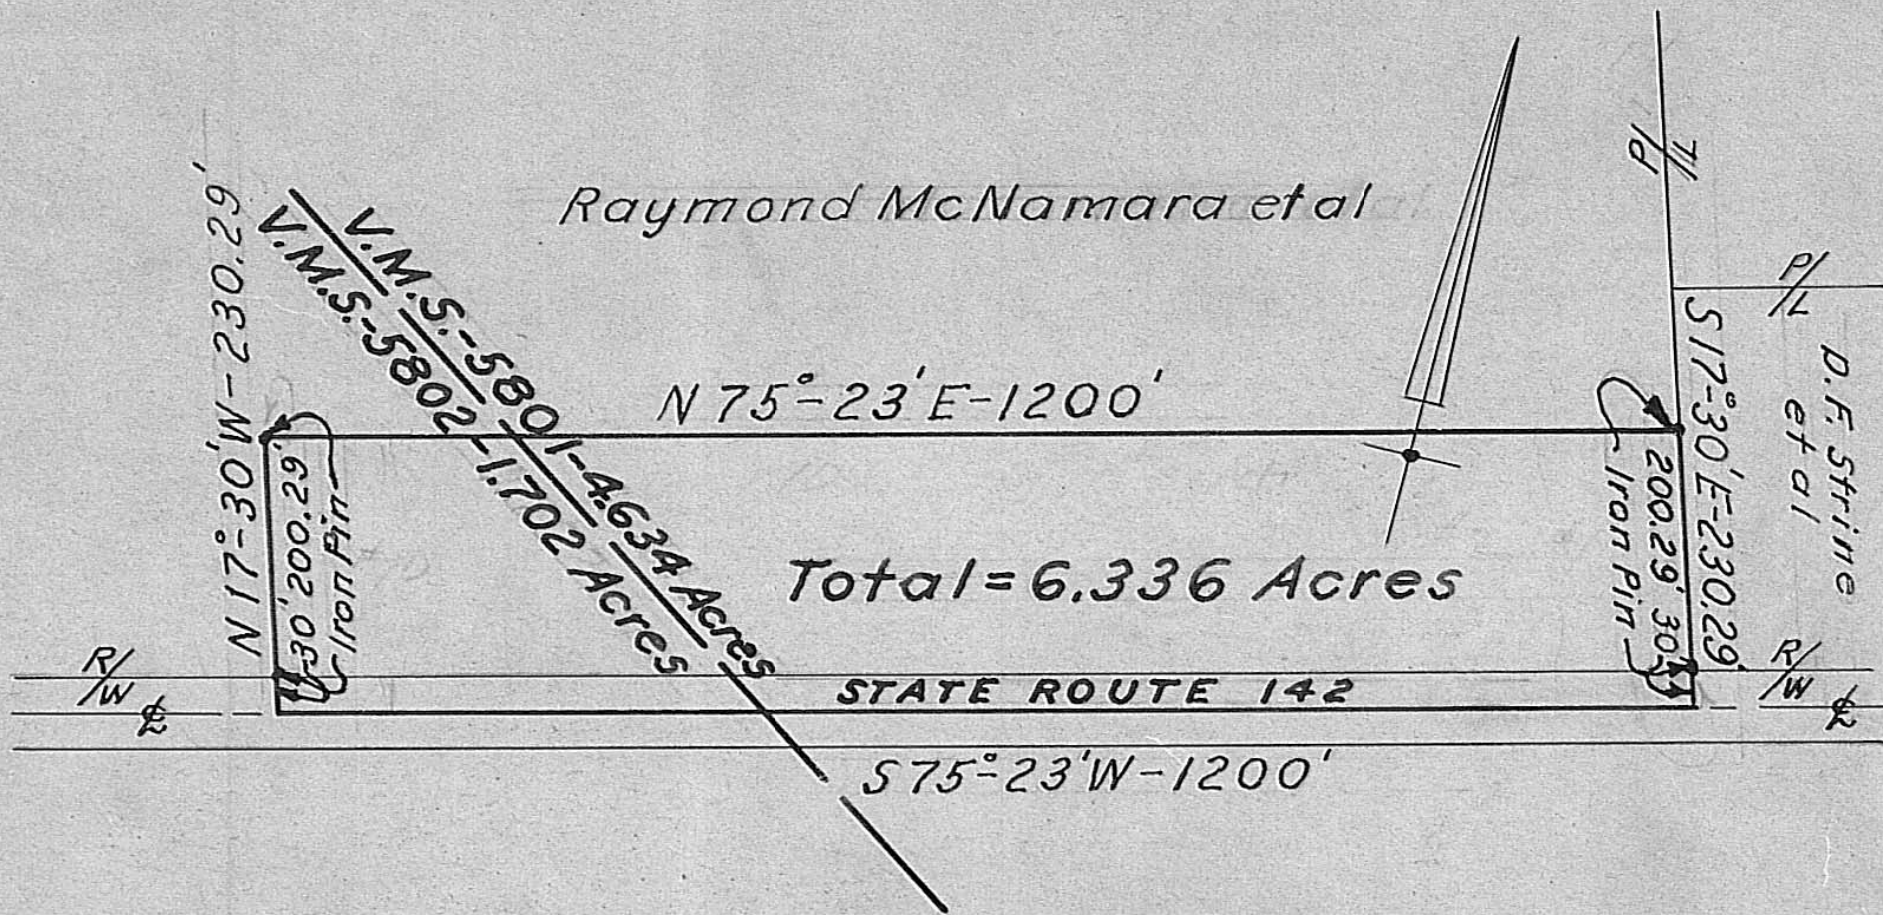 Raymond McNamara et al
N 17°-30'W-230.29'
V.M.S.-5801-4.634 Acres
V.M.S.-5802-1.702 Acres
N 75°-23'E-1200'
P/L
P/L
D.F. Strine
et al
S 17°-30'E-230.29'
200.29'
30'
Iron Pin
200.29'
30'
Iron Pin
Total=6.336 Acres
R/W
℄
STATE ROUTE 142
R/W
℄
S 75°-23'W-1200'